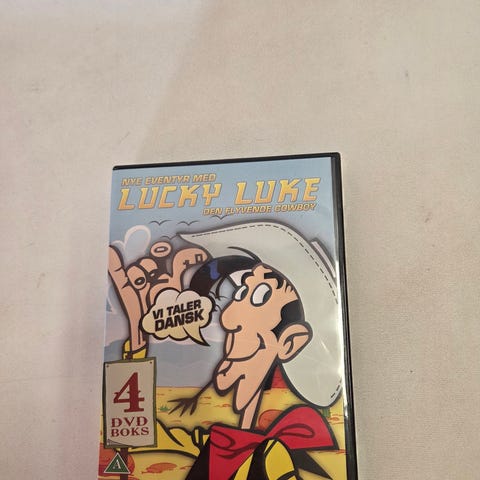 NYE EVENTYR MED
LUCKY LUKE
DEN FLYVENDE COWBOY
VI TALER
DANSK
4
DVD
BOKS
A